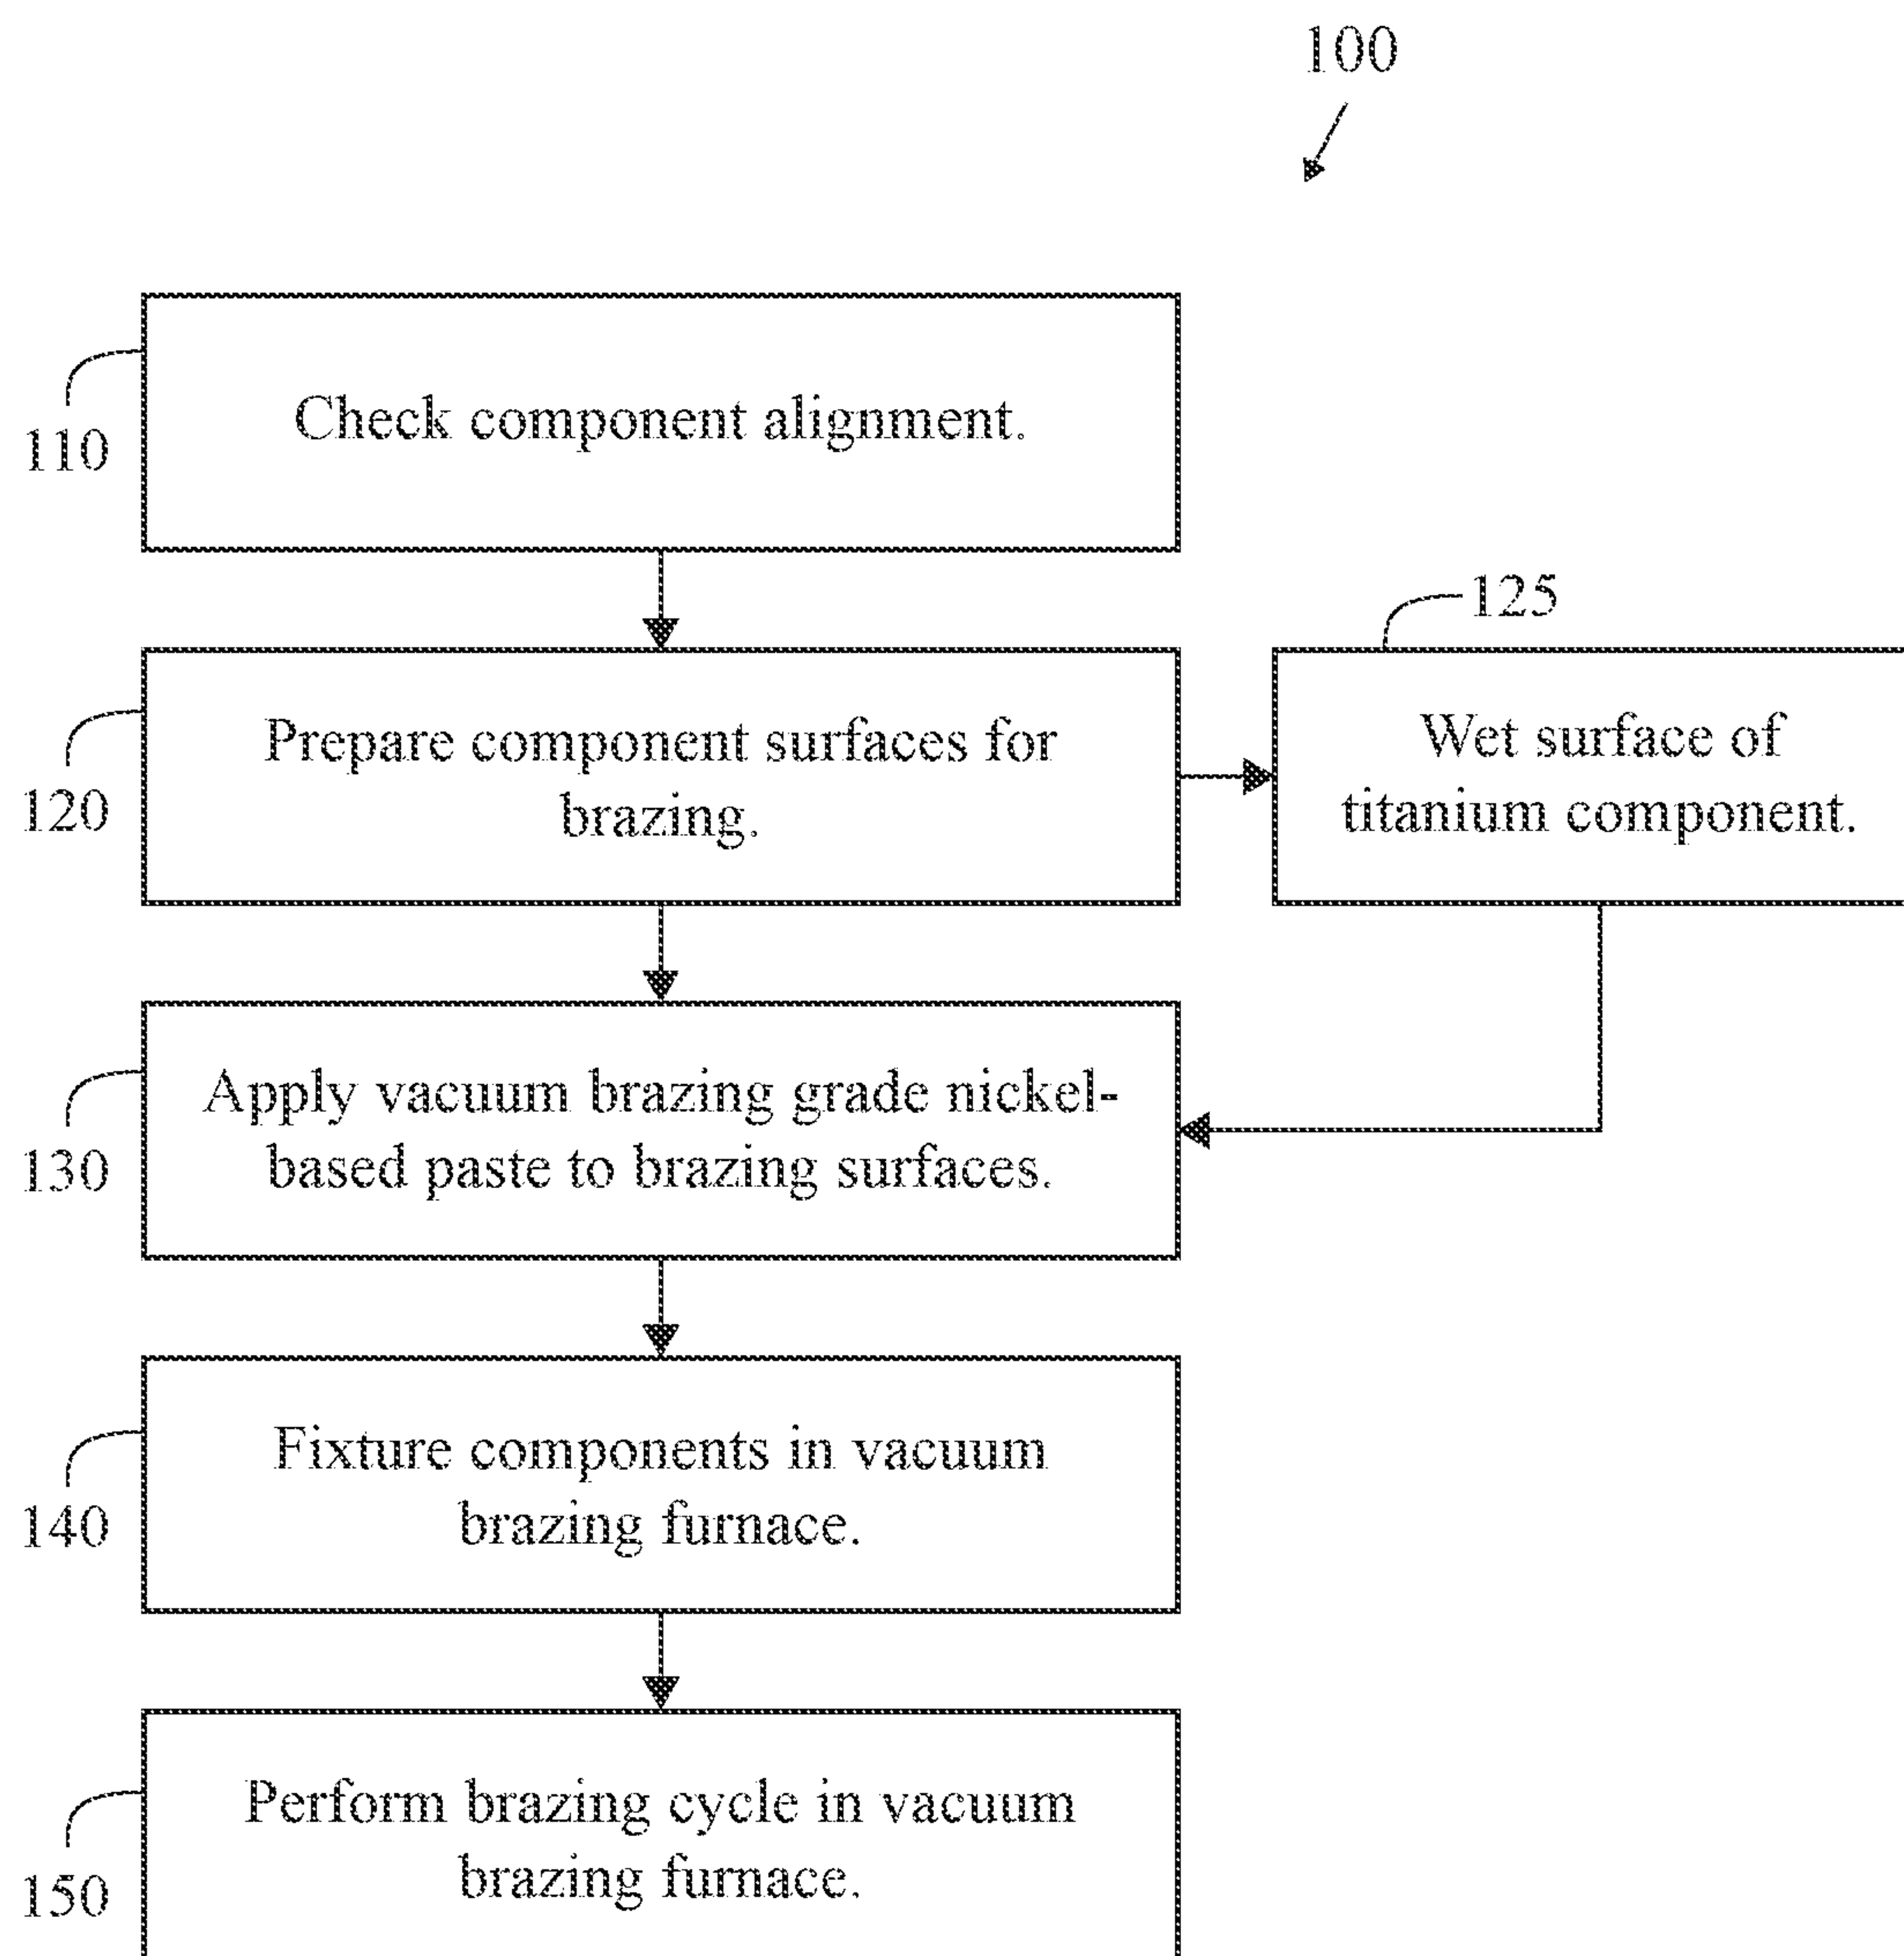 100
110
Check component alignment.
125
120
Prepare component surfaces for
brazing.
Wet surface of
titanium component.
130
Apply vacuum brazing grade nickel-
based paste to brazing surfaces.
140
Fixture components in vacuum
brazing furnace.
150
Perform brazing cycle in vacuum
brazing furnace.